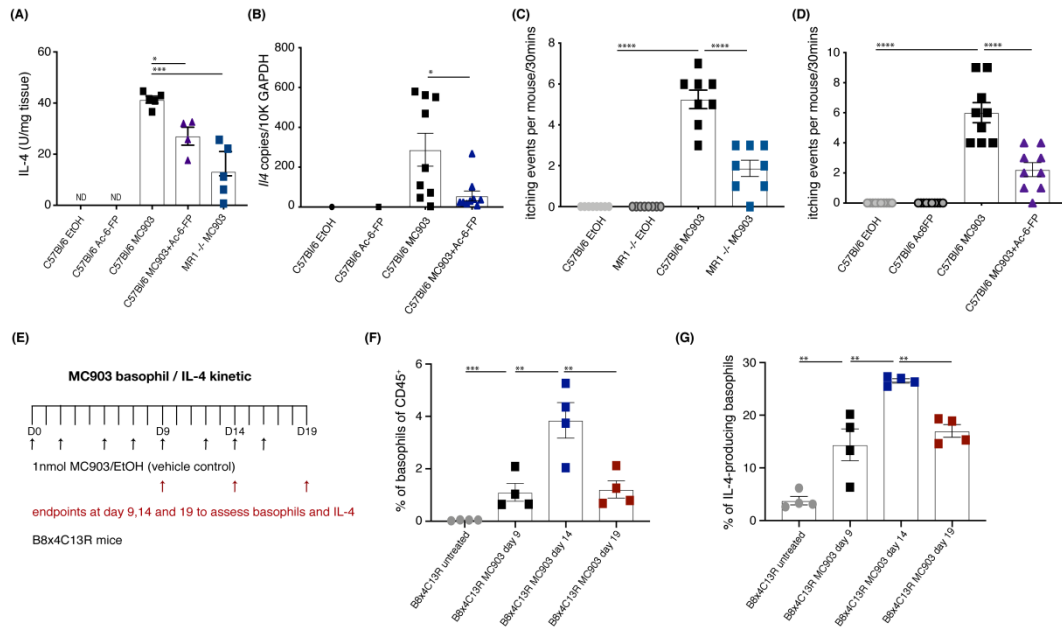 (A)
IL-4 (U/mg tissue)
60
40
20
0
*
***
ND
ND
C57Bl/6 EtOH
C57Bl/6 Ac-6-FP
C57Bl/6 MC903
C57Bl/6 MC903+Ac-6-FP
MR1 -/- MC903
(B)
Il4 copies/10K GAPDH
800
600
400
200
0
*
C57Bl/6 EtOH
C57Bl/6 Ac-6-FP
C57Bl/6 MC903
C57Bl/6 MC903+Ac-6-FP
(C)
itching events per mouse/30mins
8
6
4
2
0
****
****
C57Bl/6 EtOH
MR1 -/- EtOH
C57Bl/6 MC903
MR1 -/- MC903
(D)
itching events per mouse/30mins
10
8
6
4
2
0
****
****
C57Bl/6 EtOH
C57Bl/6 Ac6FP
C57Bl/6 MC903
C57Bl/6 MC903+Ac-6-FP
(E)
MC903 basophil / IL-4 kinetic
D0 D9 D14 D19
1nmol MC903/EtOH (vehicle control)
endpoints at day 9,14 and 19 to assess basophils and IL-4
B8x4C13R mice
(F)
% of basophils of CD45⁺
6
4
2
0
***
**
**
B8x4C13R untreated
B8x4C13R MC903 day 9
B8x4C13R MC903 day 14
B8x4C13R MC903 day 19
(G)
% of IL-4-producing basophils
30
20
10
0
**
**
**
B8x4C13R untreated
B8x4C13R MC903 day 9
B8x4C13R MC903 day 14
B8x4C13R MC903 day 19